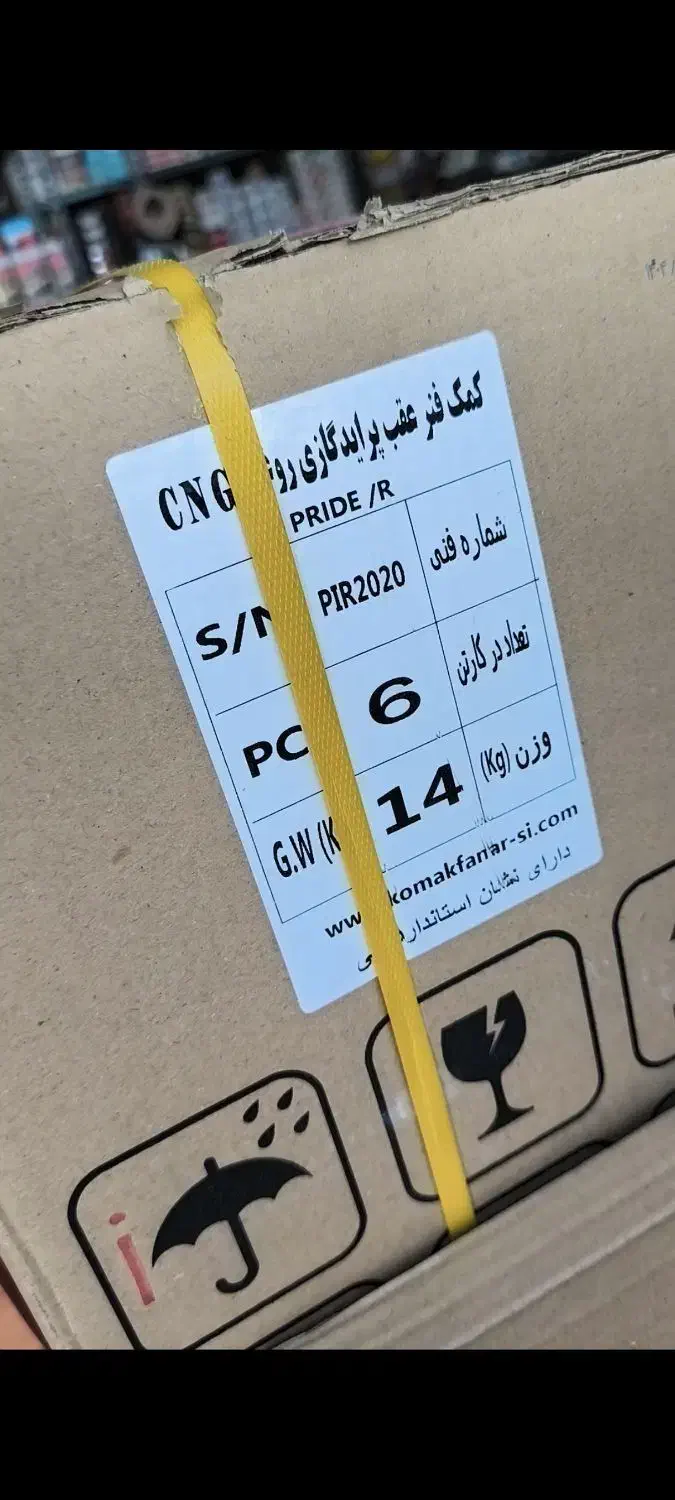 کمک فنر عقب پراید گازی CNG
PRIDE /R
PIR2020 شماره فنی
6 تعداد در کارتن
G.W 14 وزن (Kg)
komakfanar-si.com
دارای نشان استاندارد
i